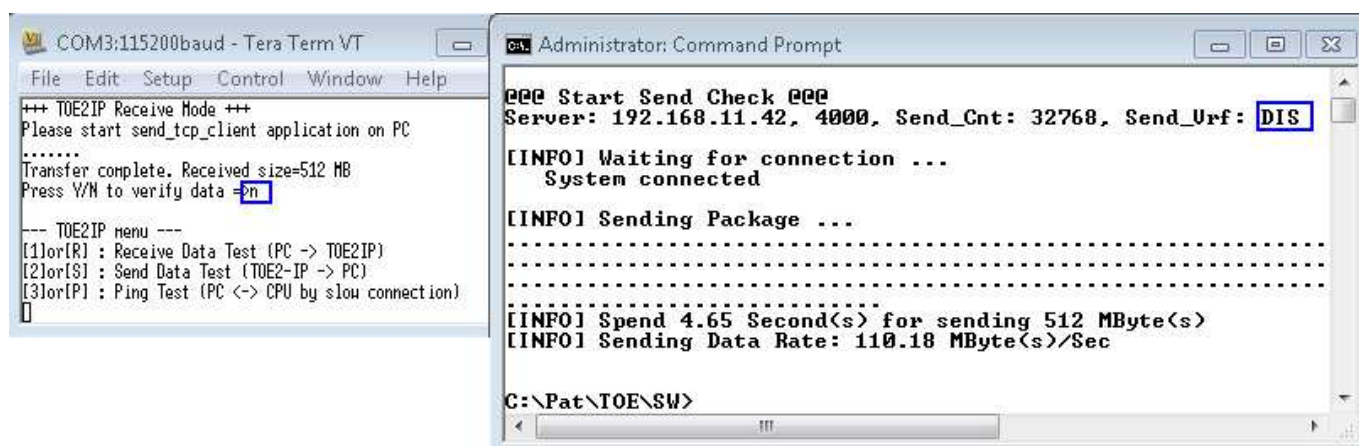 COM3:115200baud - Tera Term VT
File Edit Setup Control Window Help
+++ TOE2IP Receive Mode +++
Please start send_tcp_client application on PC
.......
Transfer complete. Received size=512 MB
Press Y/N to verify data =>n
--- TOE2IP menu ---
[1]or[R] : Receive Data Test (PC -> TOE2IP)
[2]or[S] : Send Data Test (TOE2-IP -> PC)
[3]or[P] : Ping Test (PC <-> CPU by slow connection)
Administrator: Command Prompt
@@@ Start Send Check @@@
Server: 192.168.11.42, 4000, Send_Cnt: 32768, Send_Vrf: DIS
[INFO] Waiting for connection ...
System connected
[INFO] Sending Package ...
................................................................
................................................................
................................................................
.............................
[INFO] Spend 4.65 Second(s) for sending 512 MByte(s)
[INFO] Sending Data Rate: 110.18 MByte(s)/Sec
C:\Pat\TOE\SW>